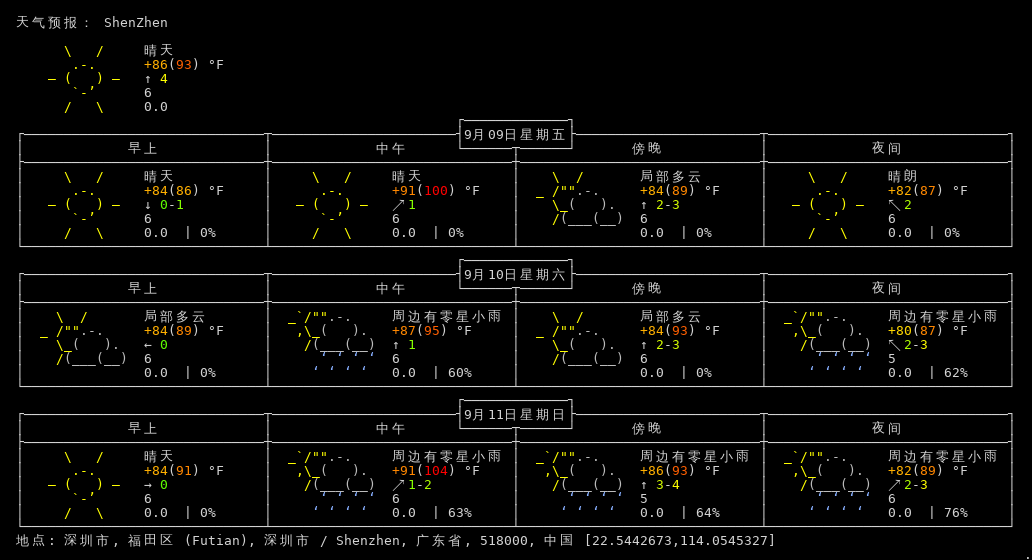 天气预报： ShenZhen
晴天
+86(93) °F
↑ 4
6
0.0
9月09日星期五
早上 中午 傍晚 夜间
晴天 晴天 局部多云 晴朗
+84(86) °F +91(100) °F +84(89) °F +82(87) °F
↓ 0-1 ↗ 1 ↑ 2-3 ↖ 2
6 6 6 6
0.0 | 0% 0.0 | 0% 0.0 | 0% 0.0 | 0%
9月10日星期六
早上 中午 傍晚 夜间
局部多云 周边有零星小雨 局部多云 周边有零星小雨
+84(89) °F +87(95) °F +84(93) °F +80(87) °F
← 0 ↑ 1 ↑ 2-3 ↖ 2-3
6 6 6 5
0.0 | 0% 0.0 | 60% 0.0 | 0% 0.0 | 62%
9月11日星期日
早上 中午 傍晚 夜间
晴天 周边有零星小雨 周边有零星小雨 周边有零星小雨
+84(91) °F +91(104) °F +86(93) °F +82(89) °F
→ 0 ↗ 1-2 ↑ 3-4 ↗ 2-3
6 6 5 6
0.0 | 0% 0.0 | 63% 0.0 | 64% 0.0 | 76%
地点: 深圳市, 福田区 (Futian), 深圳市 / Shenzhen, 广东省, 518000, 中国 [22.5442673,114.0545327]